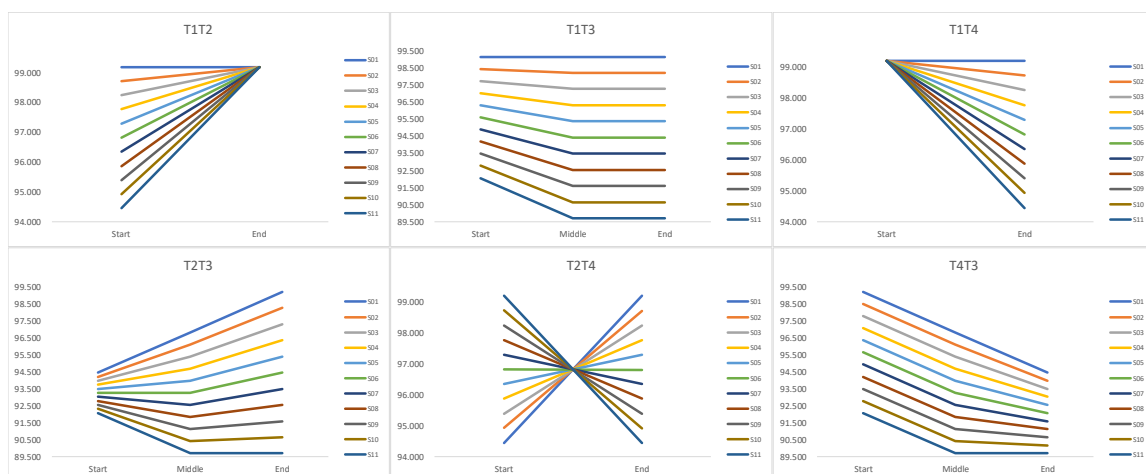 T1T2
99.000
98.000
97.000
96.000
95.000
94.000
Start End
S01
S02
S03
S04
S05
S06
S07
S08
S09
S10
S11
T1T3
99.500
98.500
97.500
96.500
95.500
94.500
93.500
92.500
91.500
90.500
89.500
Start Middle End
S01
S02
S03
S04
S05
S06
S07
S08
S09
S10
S11
T1T4
99.000
98.000
97.000
96.000
95.000
94.000
Start End
S01
S02
S03
S04
S05
S06
S07
S08
S09
S10
S11
T2T3
99.500
98.500
97.500
96.500
95.500
94.500
93.500
92.500
91.500
90.500
89.500
Start Middle End
S01
S02
S03
S04
S05
S06
S07
S08
S09
S10
S11
T2T4
99.000
98.000
97.000
96.000
95.000
94.000
Start Middle End
S01
S02
S03
S04
S05
S06
S07
S08
S09
S10
S11
T4T3
99.500
98.500
97.500
96.500
95.500
94.500
93.500
92.500
91.500
90.500
89.500
Start Middle End
S01
S02
S03
S04
S05
S06
S07
S08
S09
S10
S11